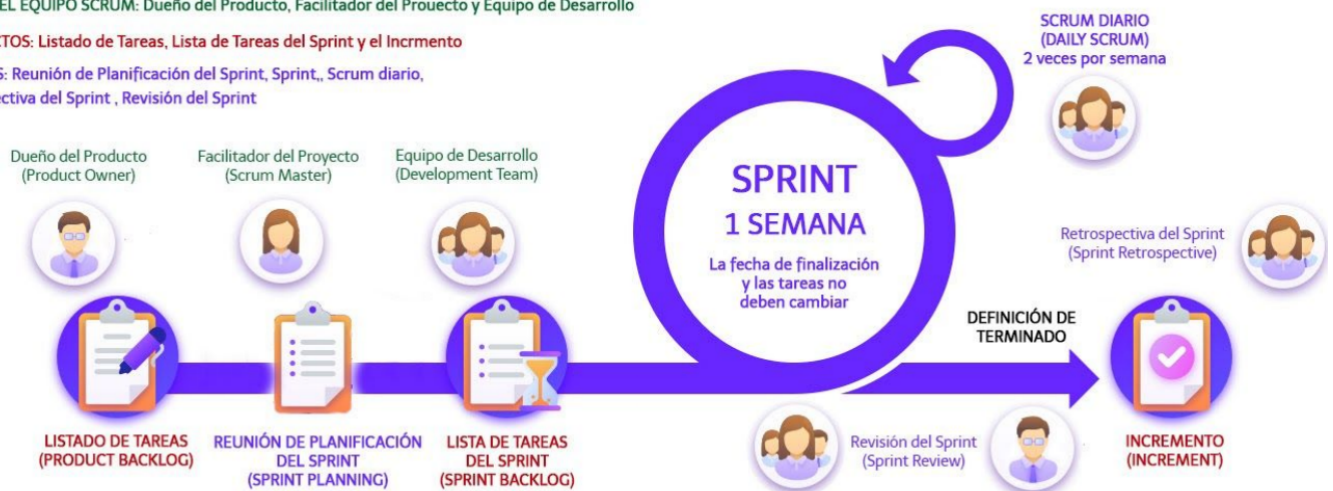 EL EQUIPO SCRUM: Dueño del Producto, Facilitador del Prouecto y Equipo de Desarrollo
CTOS: Listado de Tareas, Lista de Tareas del Sprint y el Incrmento
S: Reunión de Planificación del Sprint, Sprint,, Scrum diario,
ectiva del Sprint , Revisión del Sprint
SCRUM DIARIO
(DAILY SCRUM)
2 veces por semana
Dueño del Producto
(Product Owner)
Facilitador del Proyecto
(Scrum Master)
Equipo de Desarrollo
(Development Team)
SPRINT
1 SEMANA
La fecha de finalización
y las tareas no
deben cambiar
Retrospectiva del Sprint
(Sprint Retrospective)
DEFINICIÓN DE
TERMINADO
LISTADO DE TAREAS
(PRODUCT BACKLOG)
REUNIÓN DE PLANIFICACIÓN
DEL SPRINT
(SPRINT PLANNING)
LISTA DE TAREAS
DEL SPRINT
(SPRINT BACKLOG)
Revisión del Sprint
(Sprint Review)
INCREMENTO
(INCREMENT)